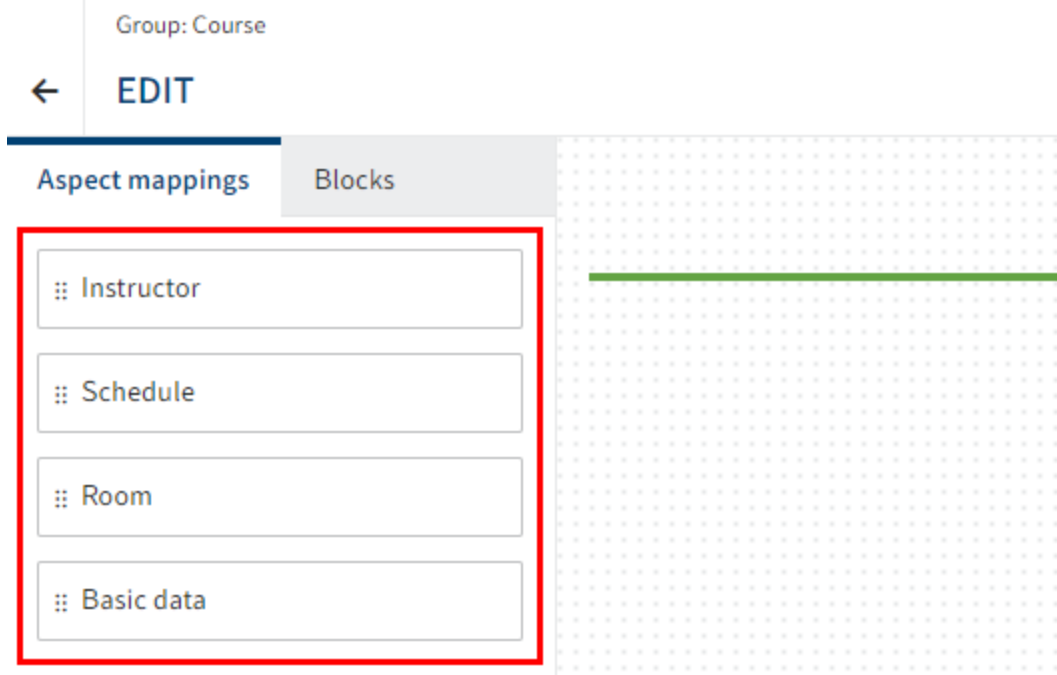 Group: Course
EDIT
Aspect mappings Blocks
Instructor
Schedule
Room
Basic data